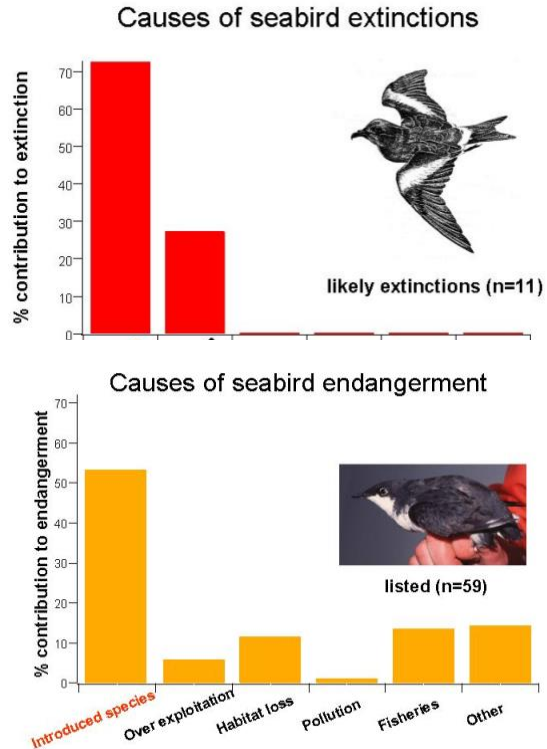 Causes of seabird extinctions
% contribution to extinction
70
60
50
40
30
20
10
0
likely extinctions (n=11)
Causes of seabird endangerment
% contribution to endangerment
70
60
50
40
30
20
10
0
listed (n=59)
Introduced species
Over exploitation
Habitat loss
Pollution
Fisheries
Other